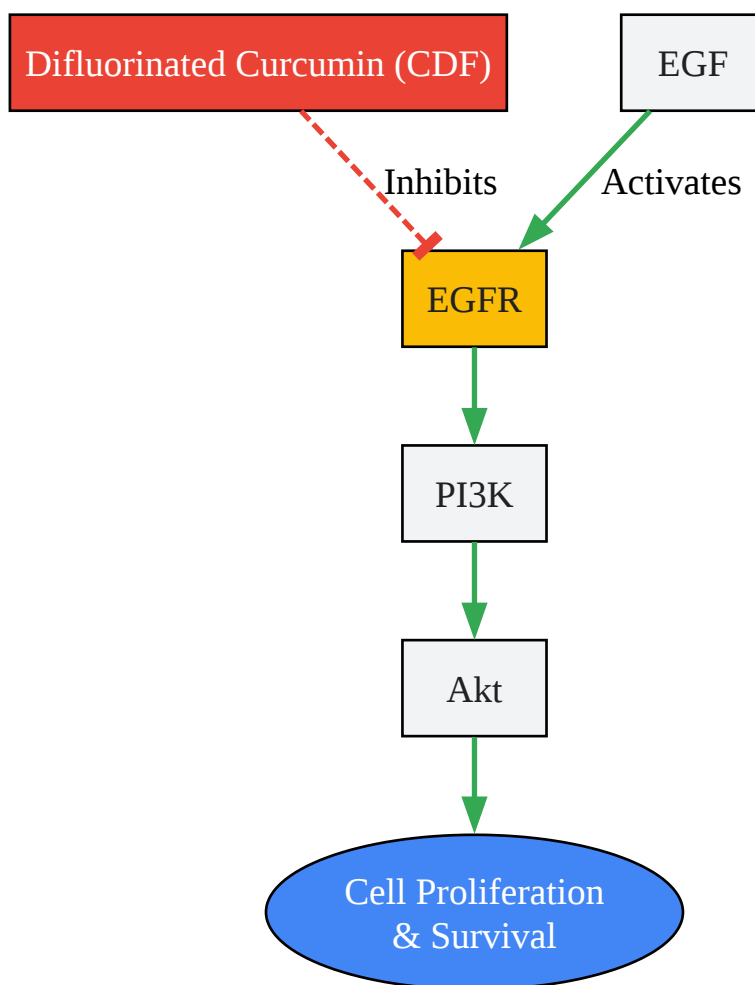 Difluorinated Curcumin (CDF)
EGF
Inhibits
Activates
EGFR
PI3K
Akt
Cell Proliferation
& Survival